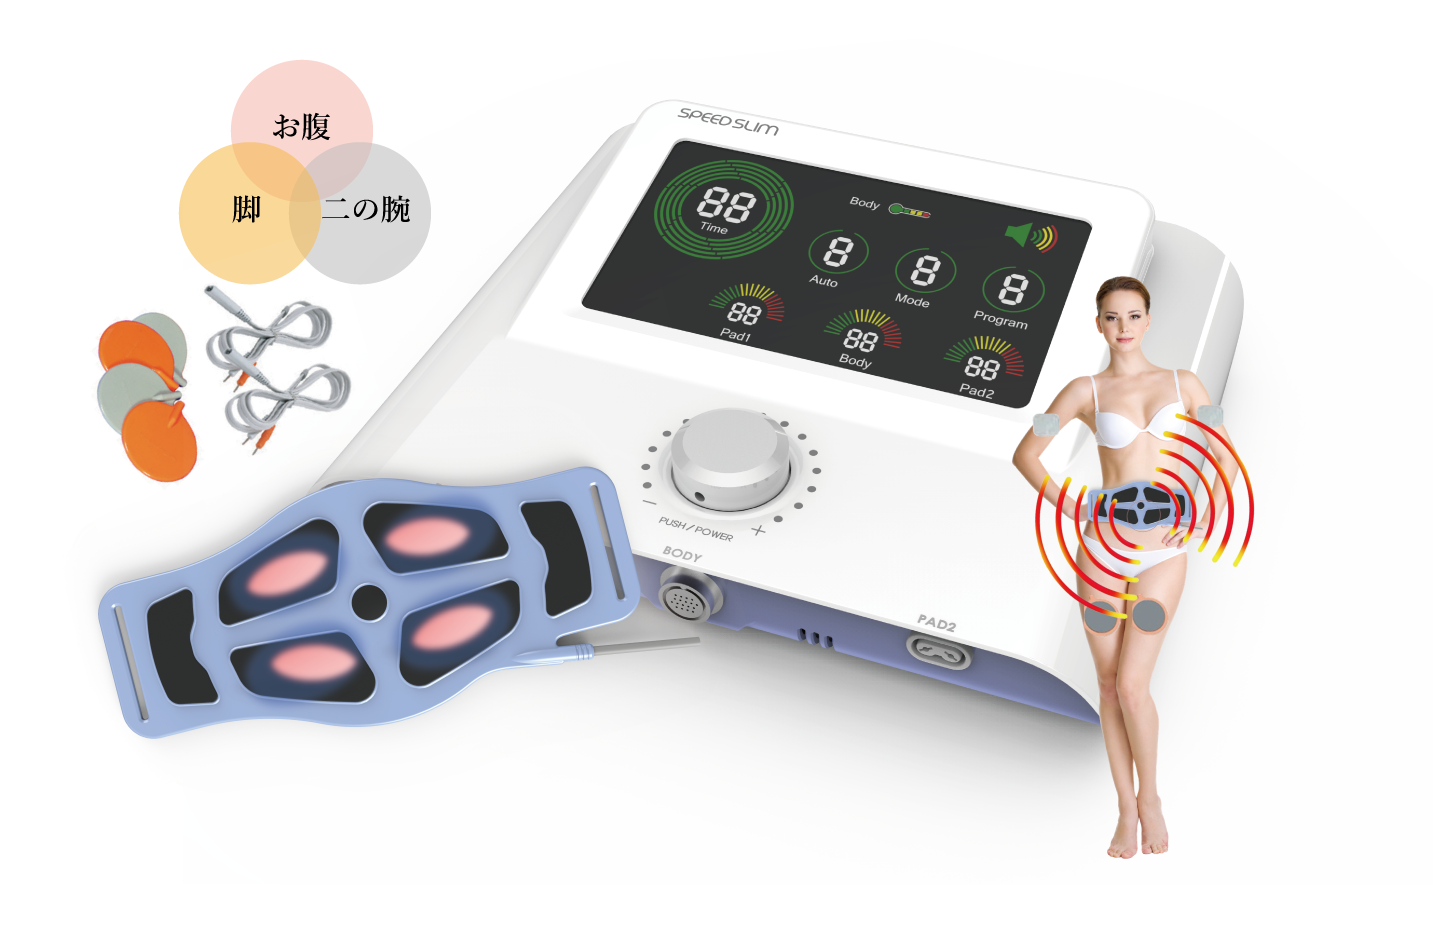 お腹
脚
二の腕
SPEED SLIM
88
Time
Body
8
Auto
8
Mode
8
Program
88
Pad1
88
Body
88
Pad2
−
PUSH / POWER
+
BODY
PAD2